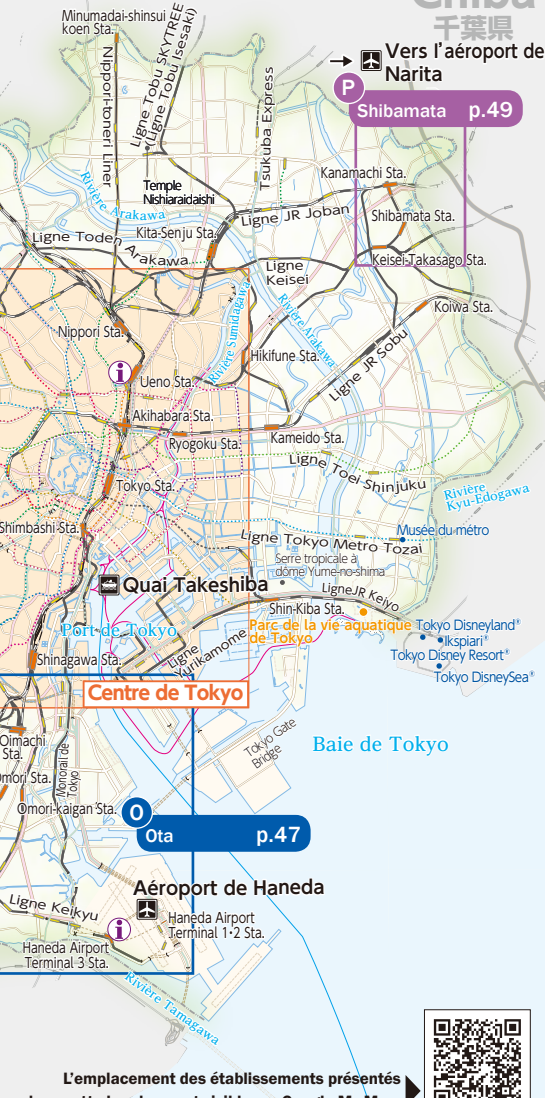 Chiba
千葉県
Minumadai-shinsui
koen Sta.
Nippori-toneri Liner
Ligne Tobu SKYTREE
(Ligne Tobu Isesaki)
Tsukuba Express
Vers l'aéroport de
Narita
P
Shibamata p.49
Kanamachi Sta.
Temple
Nishiaraidaishi
Rivière Arakawa
Ligne JR Joban
Shibamata Sta.
Kita-Senju Sta.
Ligne Toden Arakawa
Keisei-Takasago Sta.
Ligne
Keisei
Rivière Arakawa
Rivière Sumidagawa
Koiwa Sta.
Nippori Sta.
Hikifune Sta.
Ligne JR Sobu
i
Ueno Sta.
Akihabara Sta.
Ryogoku Sta.
Kameido Sta.
Ligne Toei Shinjuku
Tokyo Sta.
Rivière
Kyu-Edogawa
Shimbashi Sta.
Musée du métro
Ligne Tokyo Metro Tozai
Serre tropicale à
dôme Yume-no-shima
Quai Takeshiba
Ligne JR Keiyo
Shin-Kiba Sta.
Parc de la vie aquatique
de Tokyo
Tokyo Disneyland®
Ikspiari®
Tokyo Disney Resort®
Tokyo DisneySea®
Port de Tokyo
Ligne
Yurikamome
Shinagawa Sta.
Centre de Tokyo
Oimachi
Sta.
Tokyo Gate
Bridge
Baie de Tokyo
Monorail de
Tokyo
Omori Sta.
Omori-kaigan Sta.
O
Ota p.47
Aéroport de Haneda
Ligne Keikyu
Haneda Airport
Terminal 1･2 Sta.
i
Haneda Airport
Terminal 3 Sta.
Rivière Tamagawa
L'emplacement des établissements présentés